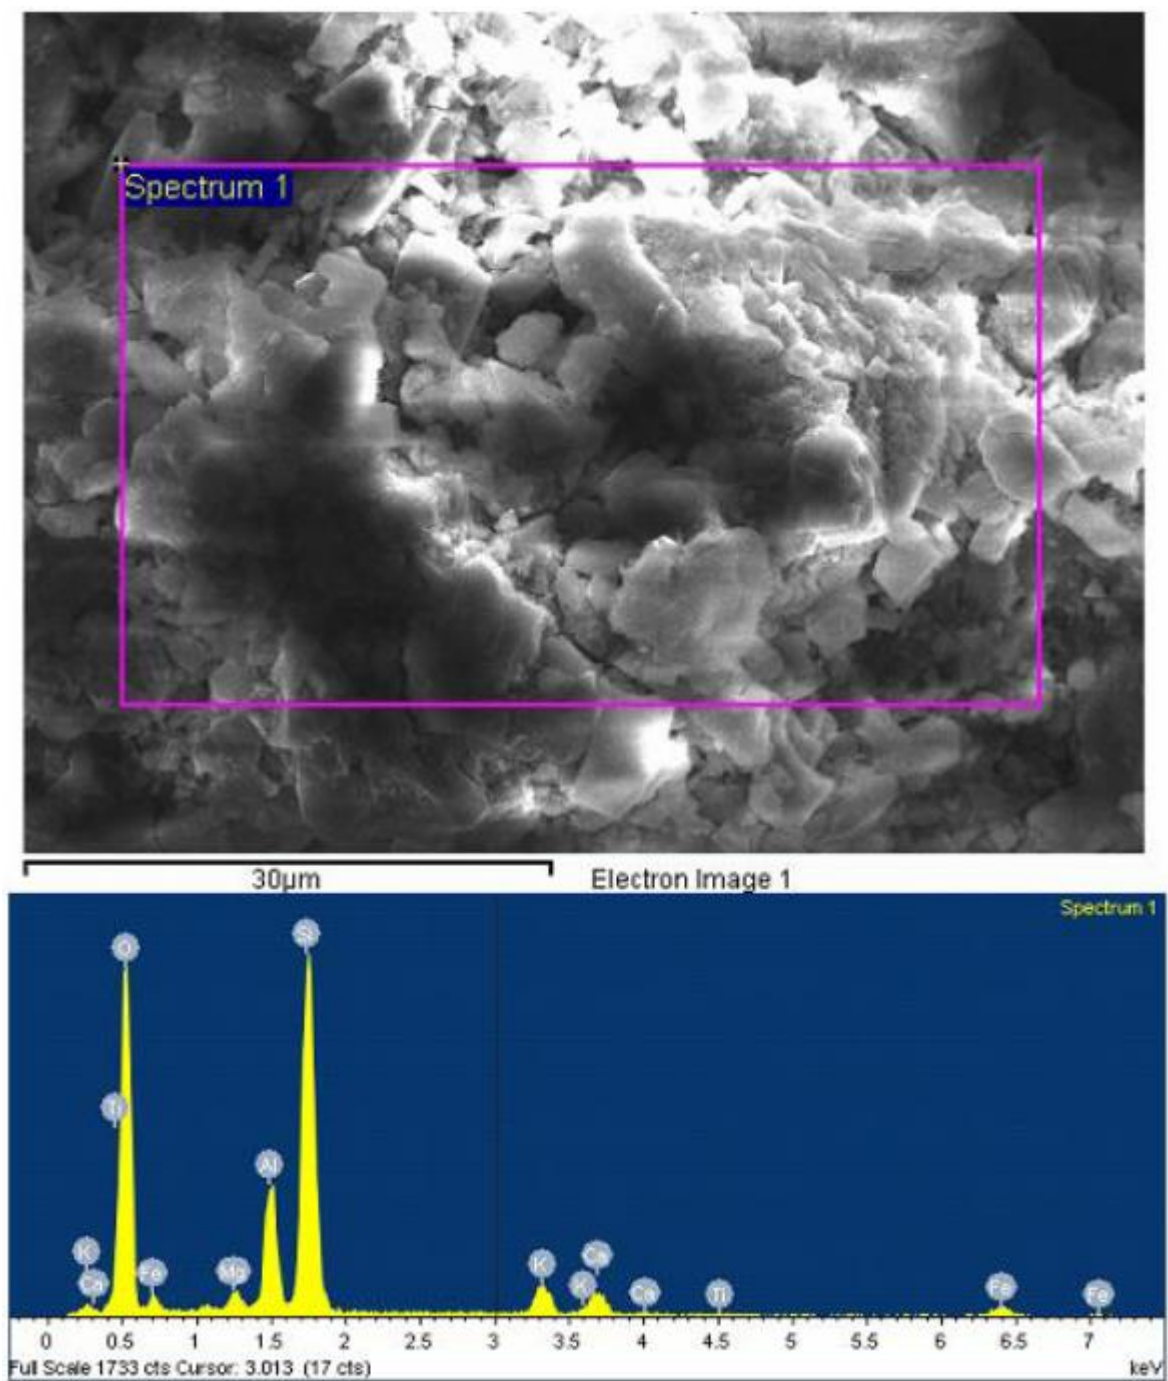 Spectrum 1
30µm
Electron Image 1
Spectrum 1
Si
O
Ti
Al
K
Ca
Fe
Mg
K
K
Ca
Ca
Ti
Fe
Fe
0 0.5 1 1.5 2 2.5 3 3.5 4 4.5 5 5.5 6 6.5 7
Full Scale 1733 cts Cursor: 3.013 (17 cts)
keV